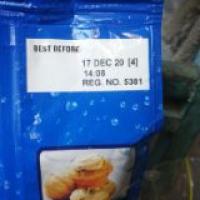 BEST BEFORE
17 DEC 20 [4]
14:08
REG. NO. 5381